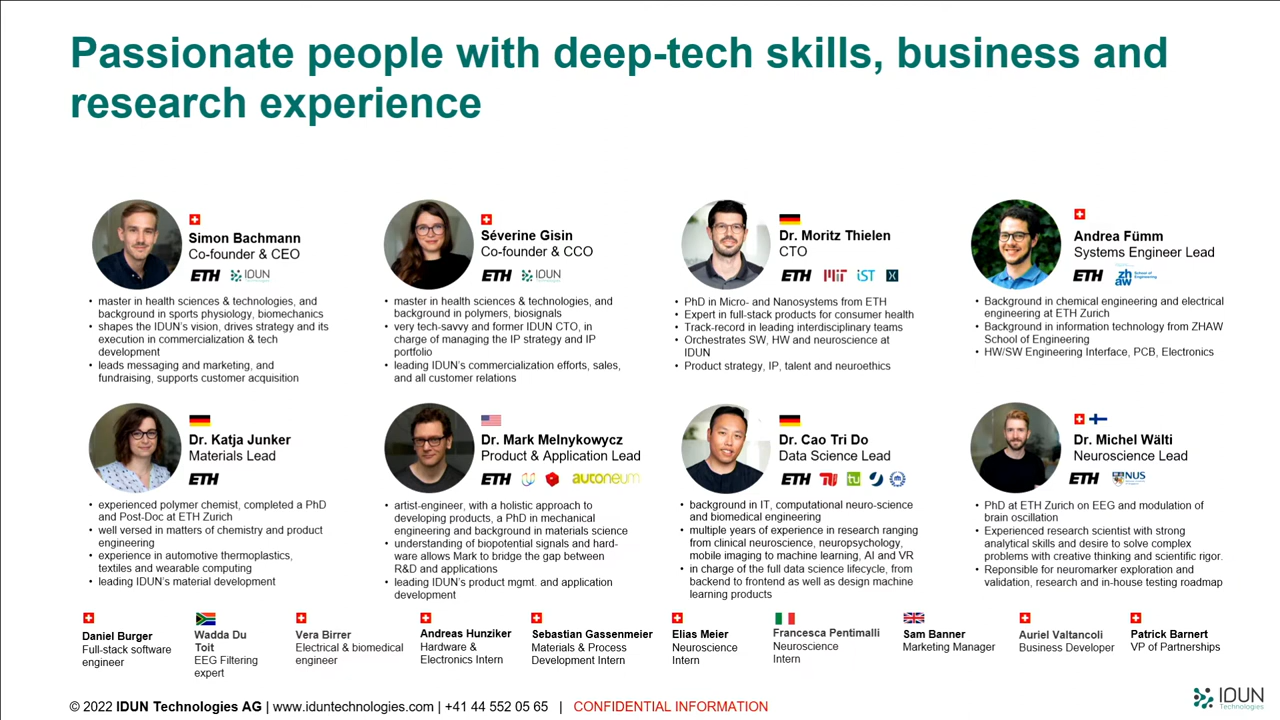 Passionate people with deep-tech skills, business and
research experience
Simon Bachmann
Co-founder & CEO
ETH IDUN
• master in health sciences & technologies, and
background in sports physiology, biomechanics
• shapes the IDUN's vision, drives strategy and its
execution in commercialization & tech
development
• leads messaging and marketing, and
fundraising, supports customer acquisition
Séverine Gisin
Co-founder & CCO
ETH IDUN
• master in health sciences & technologies, and
background in polymers, biosignals
• very tech-savvy and former IDUN CTO, in
charge of managing the IP strategy and IP
portfolio
• leading IDUN's commercialization efforts, sales,
and all customer relations
Dr. Moritz Thielen
CTO
ETH MIT iST X
• PhD in Micro- and Nanosystems from ETH
• Expert in full-stack products for consumer health
• Track-record in leading interdisciplinary teams
• Orchestrates SW, HW and neuroscience at
IDUN
• Product strategy, IP, talent and neuroethics
Andrea Fümm
Systems Engineer Lead
ETH zhaw School of Engineering
• Background in chemical engineering and electrical
engineering at ETH Zurich
• Background in information technology from ZHAW
School of Engineering
• HW/SW Engineering Interface, PCB, Electronics
Dr. Katja Junker
Materials Lead
ETH
• experienced polymer chemist, completed a PhD
and Post-Doc at ETH Zurich
• well versed in matters of chemistry and product
engineering
• experience in automotive thermoplastics,
textiles and wearable computing
• leading IDUN's material development
Dr. Mark Melnykowycz
Product & Application Lead
ETH autoneum
• artist-engineer, with a holistic approach to
developing products, a PhD in mechanical
engineering and background in materials science
• understanding of biopotential signals and hard-
ware allows Mark to bridge the gap between
R&D and applications
• leading IDUN's product mgmt. and application
development
Dr. Cao Tri Do
Data Science Lead
ETH tu
• background in IT, computational neuro-science
and biomedical engineering
• multiple years of experience in research ranging
from clinical neuroscience, neuropsychology,
mobile imaging to machine learning, AI and VR
• in charge of the full data science lifecycle, from
backend to frontend as well as design machine
learning products
Dr. Michel Wälti
Neuroscience Lead
ETH NUS
• PhD at ETH Zurich on EEG and modulation of
brain oscillation
• Experienced research scientist with strong
analytical skills and desire to solve complex
problems with creative thinking and scientific rigor.
• Reponsible for neuromarker exploration and
validation, research and in-house testing roadmap
Daniel Burger
Full-stack software
engineer
Wadda Du
Toit
EEG Filtering
expert
Vera Birrer
Electrical & biomedical
engineer
Andreas Hunziker
Hardware &
Electronics Intern
Sebastian Gassenmeier
Materials & Process
Development Intern
Elias Meier
Neuroscience
Intern
Francesca Pentimalli
Neuroscience
Intern
Sam Banner
Marketing Manager
Auriel Valtancoli
Business Developer
Patrick Barnert
VP of Partnerships
© 2022 IDUN Technologies AG | www.iduntechnologies.com | +41 44 552 05 65 | CONFIDENTIAL INFORMATION
IDUN
Technologies